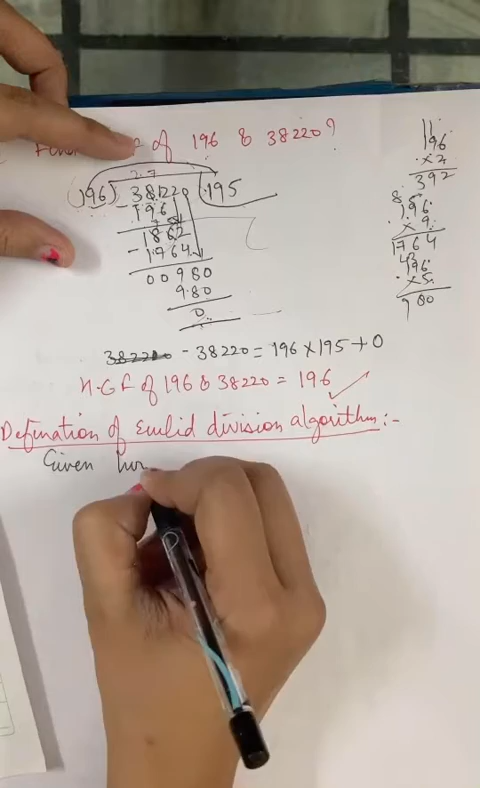 of 196 & 38220?
196) 38220 (195
- 196
1862
- 1764
00980
980
0
196
×2
392
196
×9
1764
196
×5
980
38220 = 196 × 195 + 0
H.C.F of 196 & 38220 = 196 ✓
Defination of Euclid division algorithm :-
Given